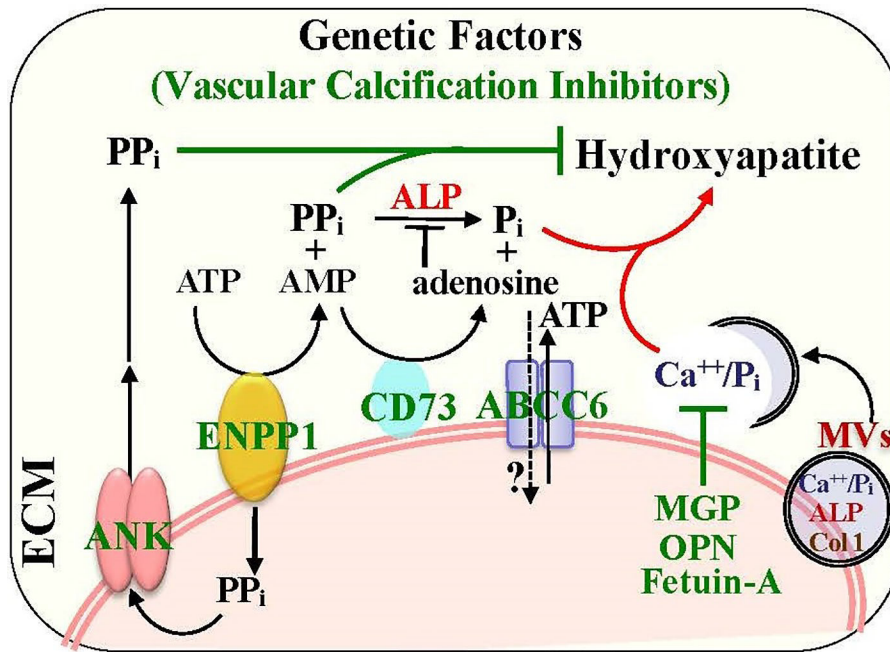 Genetic Factors
(Vascular Calcification Inhibitors)
PPi
Hydroxyapatite
ALP
PPi
Pi
+
+
ATP
AMP
adenosine
ATP
Ca++/Pi
CD73
ABCC6
ENPP1
MVs
?
Ca++/Pi
ALP
Col 1
MGP
OPN
Fetuin-A
ECM
ANK
PPi